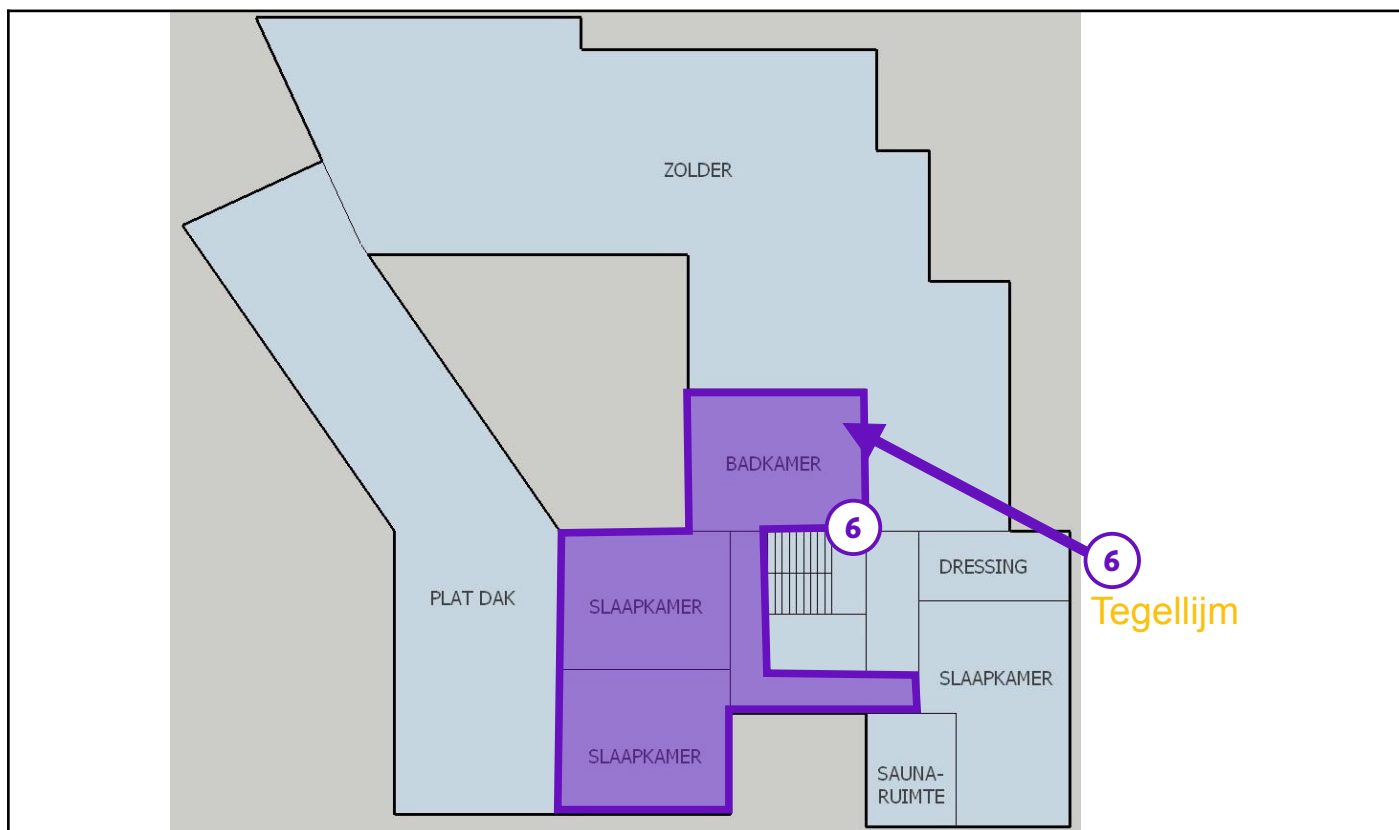 ZOLDER
BADKAMER
6
6
DRESSING
PLAT DAK
SLAAPKAMER
Tegellijm
SLAAPKAMER
SLAAPKAMER
SAUNA-
RUIMTE